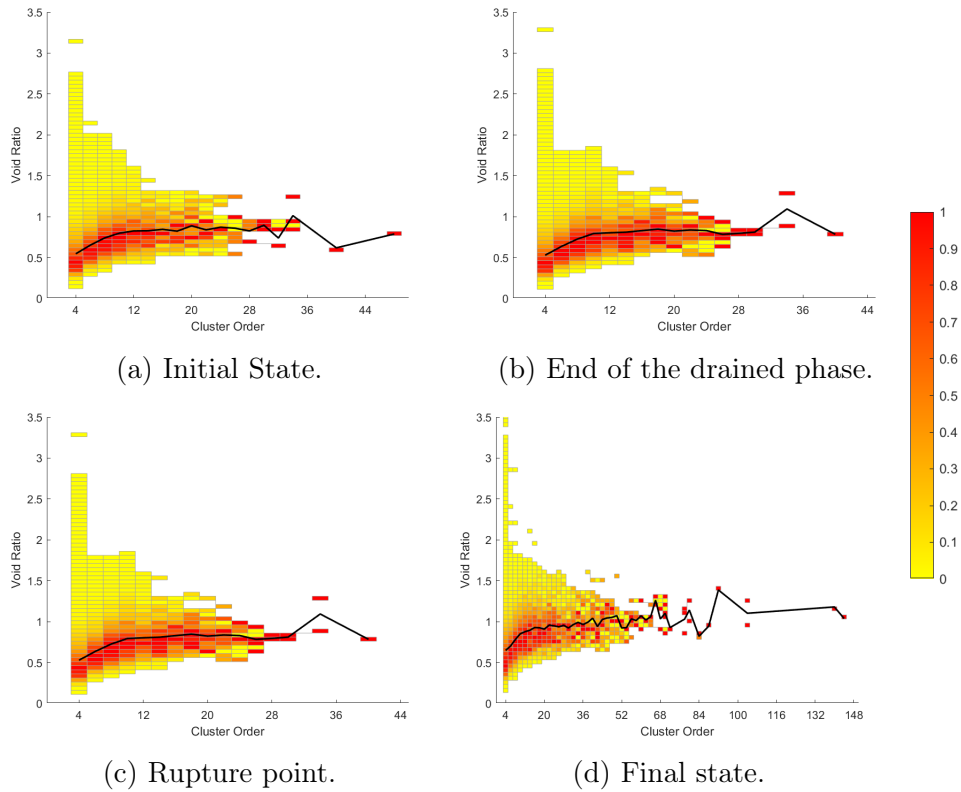 3.5
3
2.5
2
1.5
1
0.5
0
Void Ratio
4 12 20 28 36 44
Cluster Order
(a) Initial State.
3.5
3
2.5
2
1.5
1
0.5
0
Void Ratio
4 12 20 28 36 44
Cluster Order
(b) End of the drained phase.
3.5
3
2.5
2
1.5
1
0.5
0
Void Ratio
4 12 20 28 36 44
Cluster Order
(c) Rupture point.
3.5
3
2.5
2
1.5
1
0.5
0
Void Ratio
4 20 36 52 68 84 100 116 132 148
Cluster Order
(d) Final state.
1
0.9
0.8
0.7
0.6
0.5
0.4
0.3
0.2
0.1
0